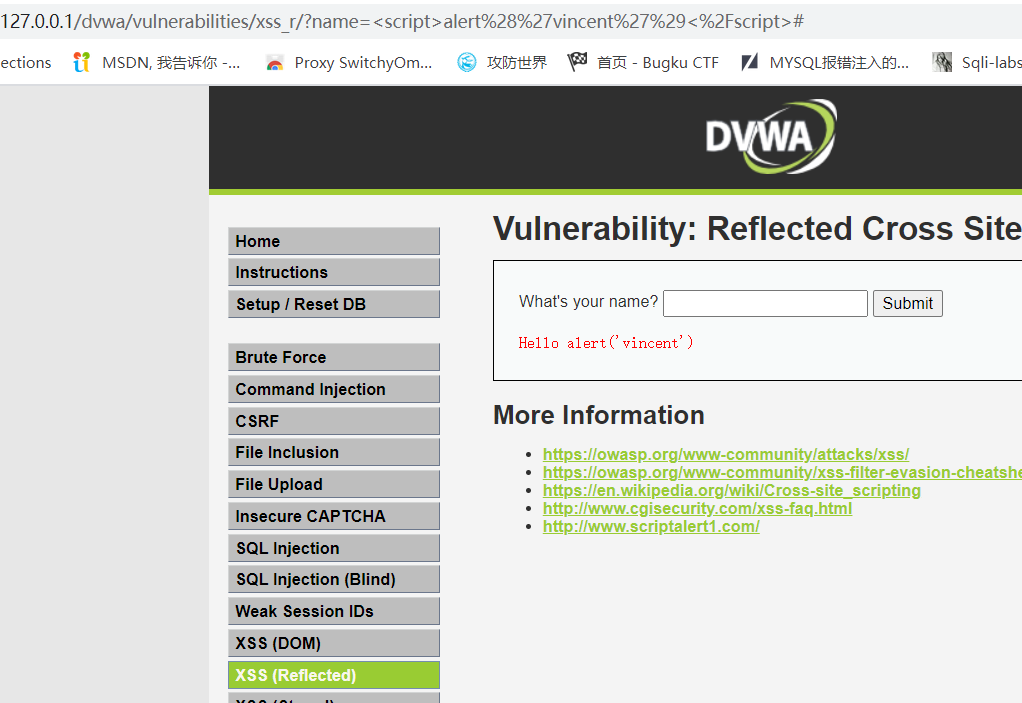 127.0.0.1/dvwa/vulnerabilities/xss_r/?name=<script>alert%28%27vincent%27%29<%2Fscript>#
ections MSDN, 我告诉你 -... Proxy SwitchyOm... 攻防世界 首页 - Bugku CTF MYSQL报错注入的... Sqli-labs
DVWA
Home
Instructions
Setup / Reset DB
Brute Force
Command Injection
CSRF
File Inclusion
File Upload
Insecure CAPTCHA
SQL Injection
SQL Injection (Blind)
Weak Session IDs
XSS (DOM)
XSS (Reflected)
XSS (Stored)
Vulnerability: Reflected Cross Site
What's your name? Submit
Hello alert('vincent')
More Information
https://owasp.org/www-community/attacks/xss/
https://owasp.org/www-community/xss-filter-evasion-cheatshe
https://en.wikipedia.org/wiki/Cross-site_scripting
http://www.cgisecurity.com/xss-faq.html
http://www.scriptalert1.com/